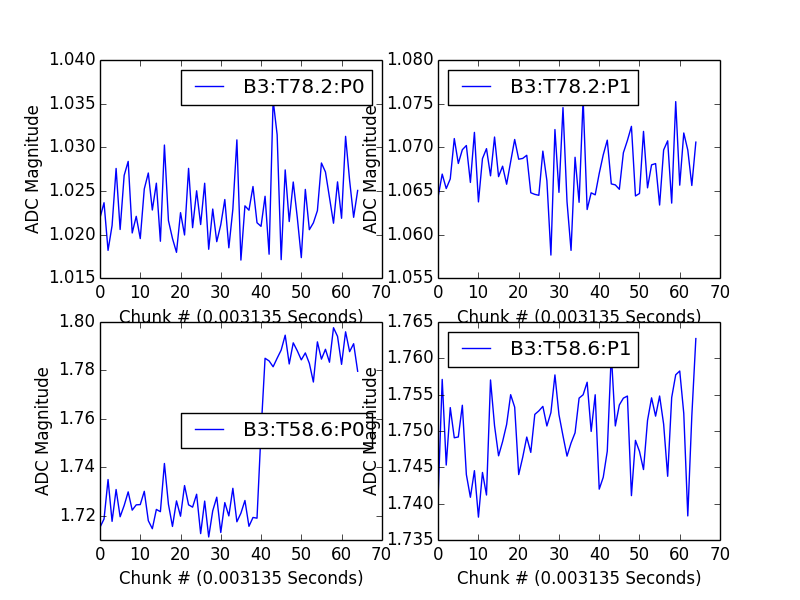 1.040
1.035
1.030
1.025
1.020
1.015
ADC Magnitude
B3:T78.2:P0
0 10 20 30 40 50 60 70
Chunk # (0.003135 Seconds)
1.080
1.075
1.070
1.065
1.060
1.055
ADC Magnitude
B3:T78.2:P1
0 10 20 30 40 50 60 70
Chunk # (0.003135 Seconds)
1.80
1.78
1.76
1.74
1.72
ADC Magnitude
B3:T58.6:P0
0 10 20 30 40 50 60 70
Chunk # (0.003135 Seconds)
1.765
1.760
1.755
1.750
1.745
1.740
1.735
ADC Magnitude
B3:T58.6:P1
0 10 20 30 40 50 60 70
Chunk # (0.003135 Seconds)